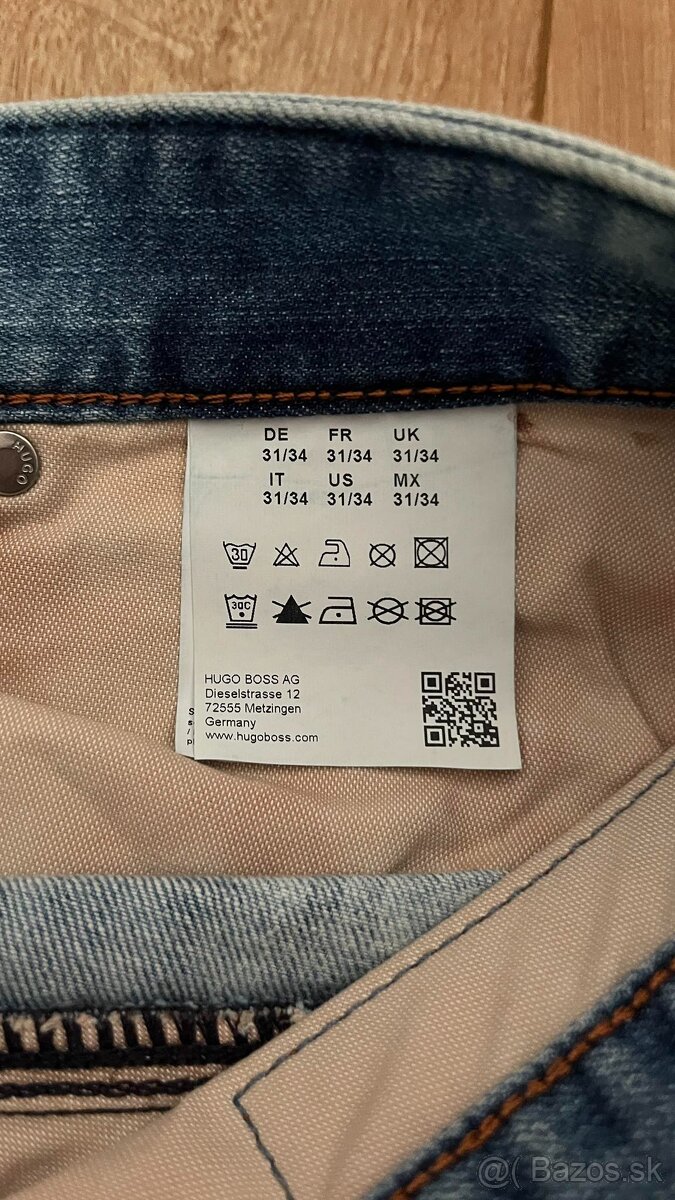 HUGO
DE FR UK
31/34 31/34 31/34
IT US MX
31/34 31/34 31/34
30
30C
HUGO BOSS AG
Dieselstrasse 12
72555 Metzingen
Germany
www.hugoboss.com
@( Bazos.sk